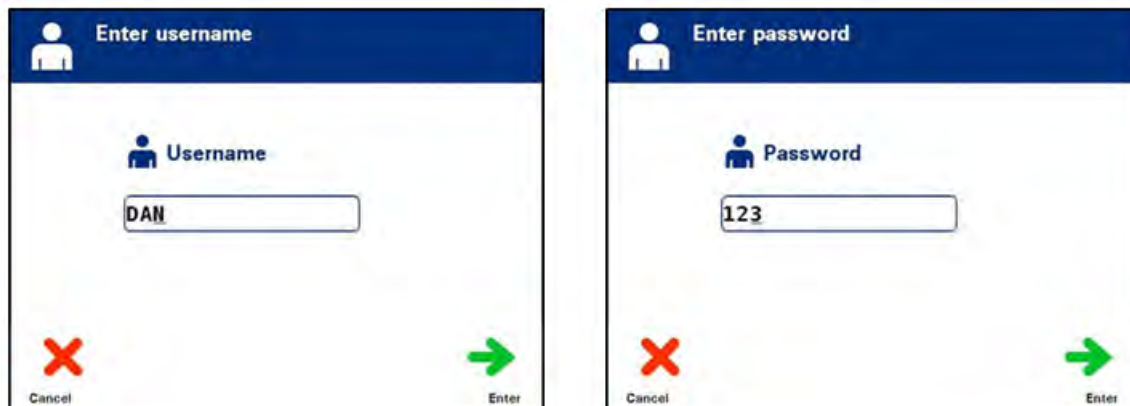 Enter username
Username
DAN
Cancel
Enter
Enter password
Password
123
Cancel
Enter